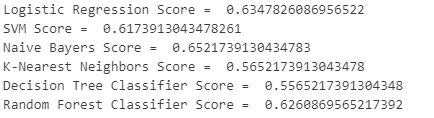 Logistic Regression Score =  0.6347826086956522
SVM Score =  0.6173913043478261
Naive Bayers Score =  0.6521739130434783
K-Nearest Neighbors Score =  0.5652173913043478
Decision Tree Classifier Score =  0.5565217391304348
Random Forest Classifier Score =  0.6260869565217392